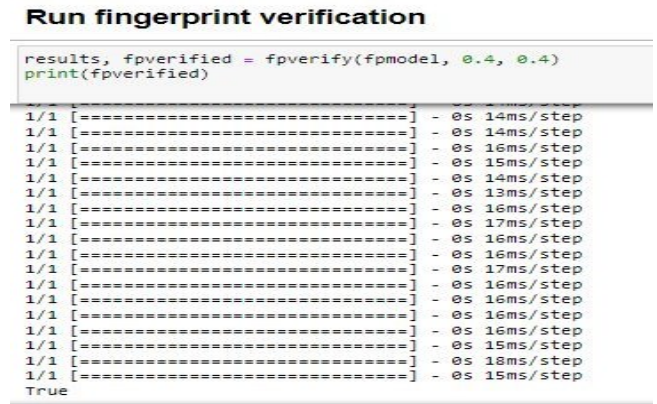 Run fingerprint verification
results, fpverified = fpverify(fpmodel, 0.4, 0.4)
print(fpverified)
1/1 [==============================] - 0s 14ms/step
1/1 [==============================] - 0s 14ms/step
1/1 [==============================] - 0s 16ms/step
1/1 [==============================] - 0s 15ms/step
1/1 [==============================] - 0s 14ms/step
1/1 [==============================] - 0s 13ms/step
1/1 [==============================] - 0s 16ms/step
1/1 [==============================] - 0s 17ms/step
1/1 [==============================] - 0s 16ms/step
1/1 [==============================] - 0s 16ms/step
1/1 [==============================] - 0s 17ms/step
1/1 [==============================] - 0s 16ms/step
1/1 [==============================] - 0s 16ms/step
1/1 [==============================] - 0s 16ms/step
1/1 [==============================] - 0s 16ms/step
1/1 [==============================] - 0s 15ms/step
1/1 [==============================] - 0s 18ms/step
1/1 [==============================] - 0s 15ms/step
True